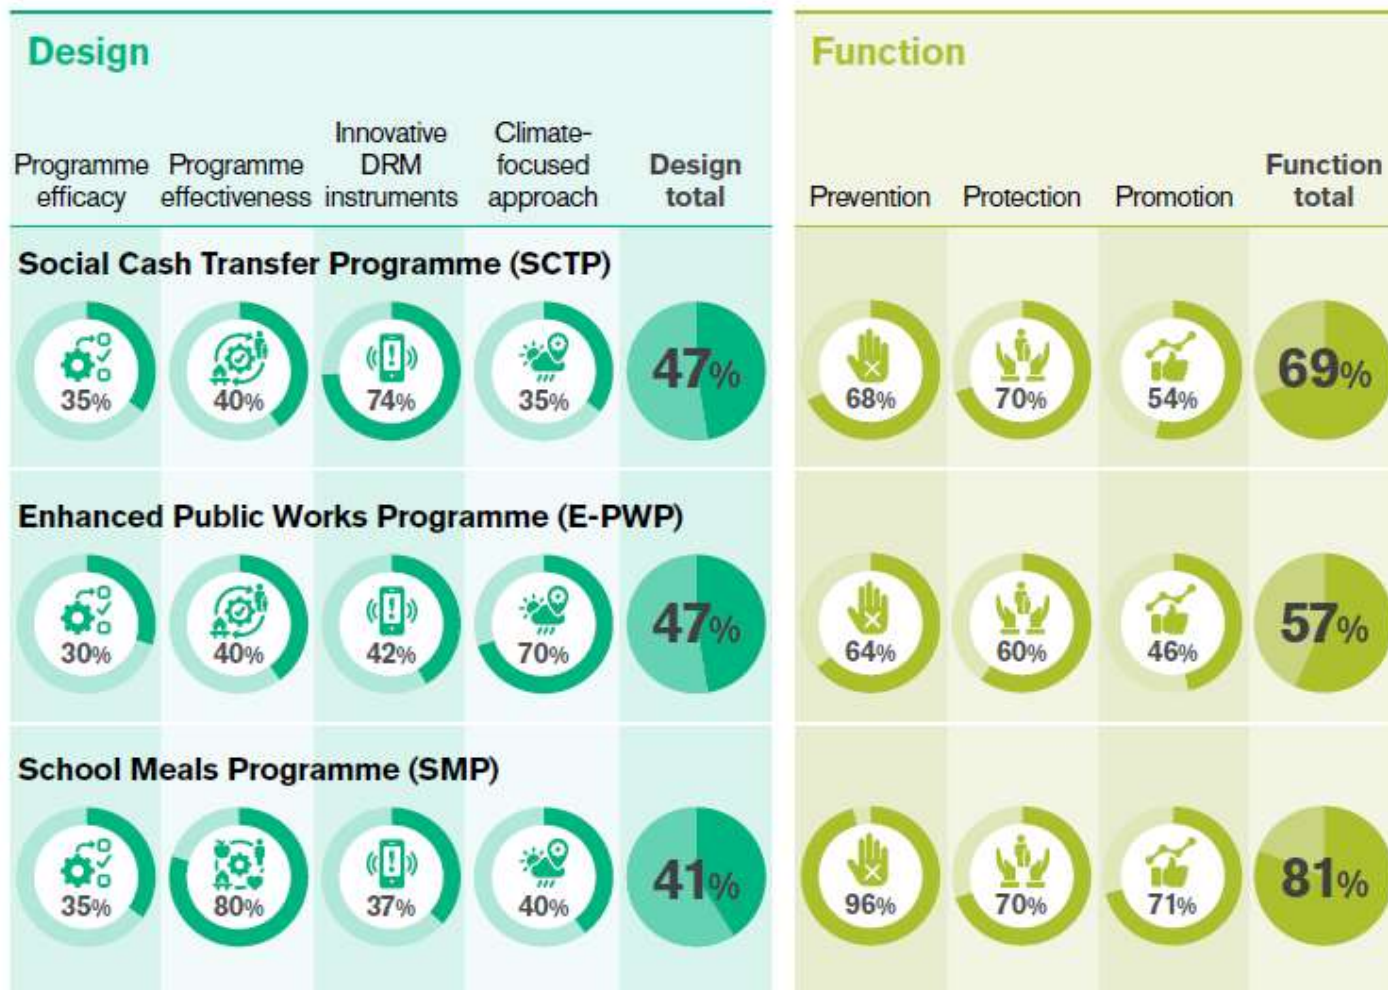 Design
Function
Programme efficacy
Programme effectiveness
Innovative DRM instruments
Climate-focused approach
Design total
Prevention
Protection
Promotion
Function total
Social Cash Transfer Programme (SCTP)
35% 40% 74% 35% 47% 68% 70% 54% 69%
Enhanced Public Works Programme (E-PWP)
30% 40% 42% 70% 47% 64% 60% 46% 57%
School Meals Programme (SMP)
35% 80% 37% 40% 41% 96% 70% 71% 81%